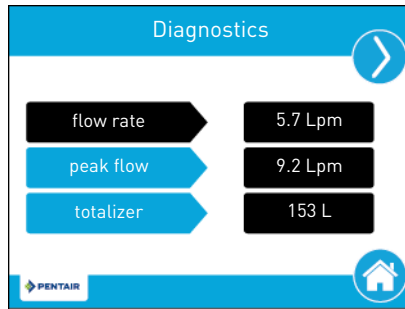 Diagnostics
flow rate 5.7 Lpm
peak flow 9.2 Lpm
totalizer 153 L
PENTAIR